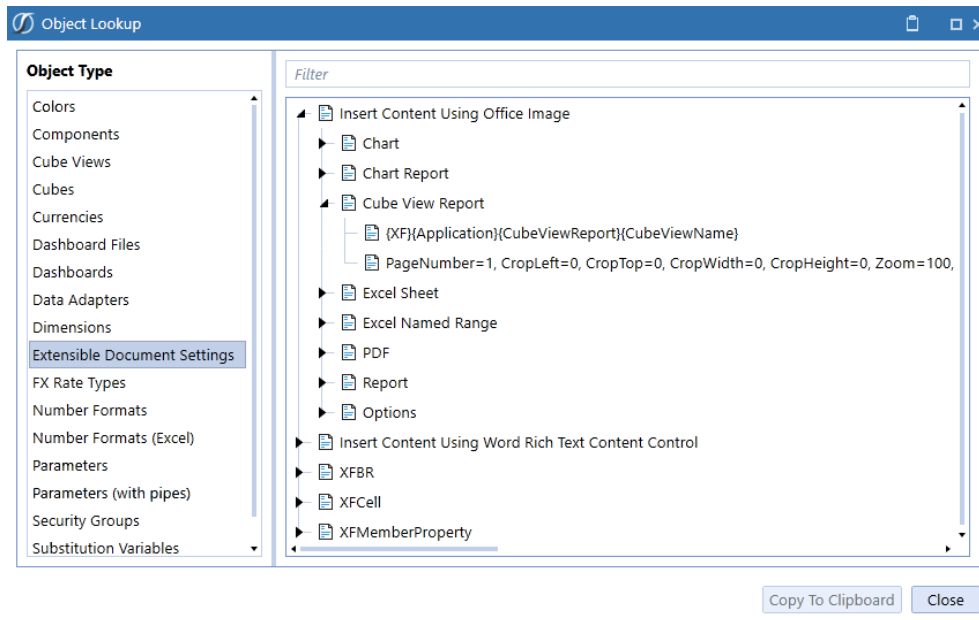 Object Lookup
Object Type
Colors
Components
Cube Views
Cubes
Currencies
Dashboard Files
Dashboards
Data Adapters
Dimensions
Extensible Document Settings
FX Rate Types
Number Formats
Number Formats (Excel)
Parameters
Parameters (with pipes)
Security Groups
Substitution Variables
Filter
Insert Content Using Office Image
Chart
Chart Report
Cube View Report
{XF}{Application}{CubeViewReport}{CubeViewName}
PageNumber=1, CropLeft=0, CropTop=0, CropWidth=0, CropHeight=0, Zoom=100,
Excel Sheet
Excel Named Range
PDF
Report
Options
Insert Content Using Word Rich Text Content Control
XFBR
XFCell
XFMemberProperty
Copy To Clipboard
Close